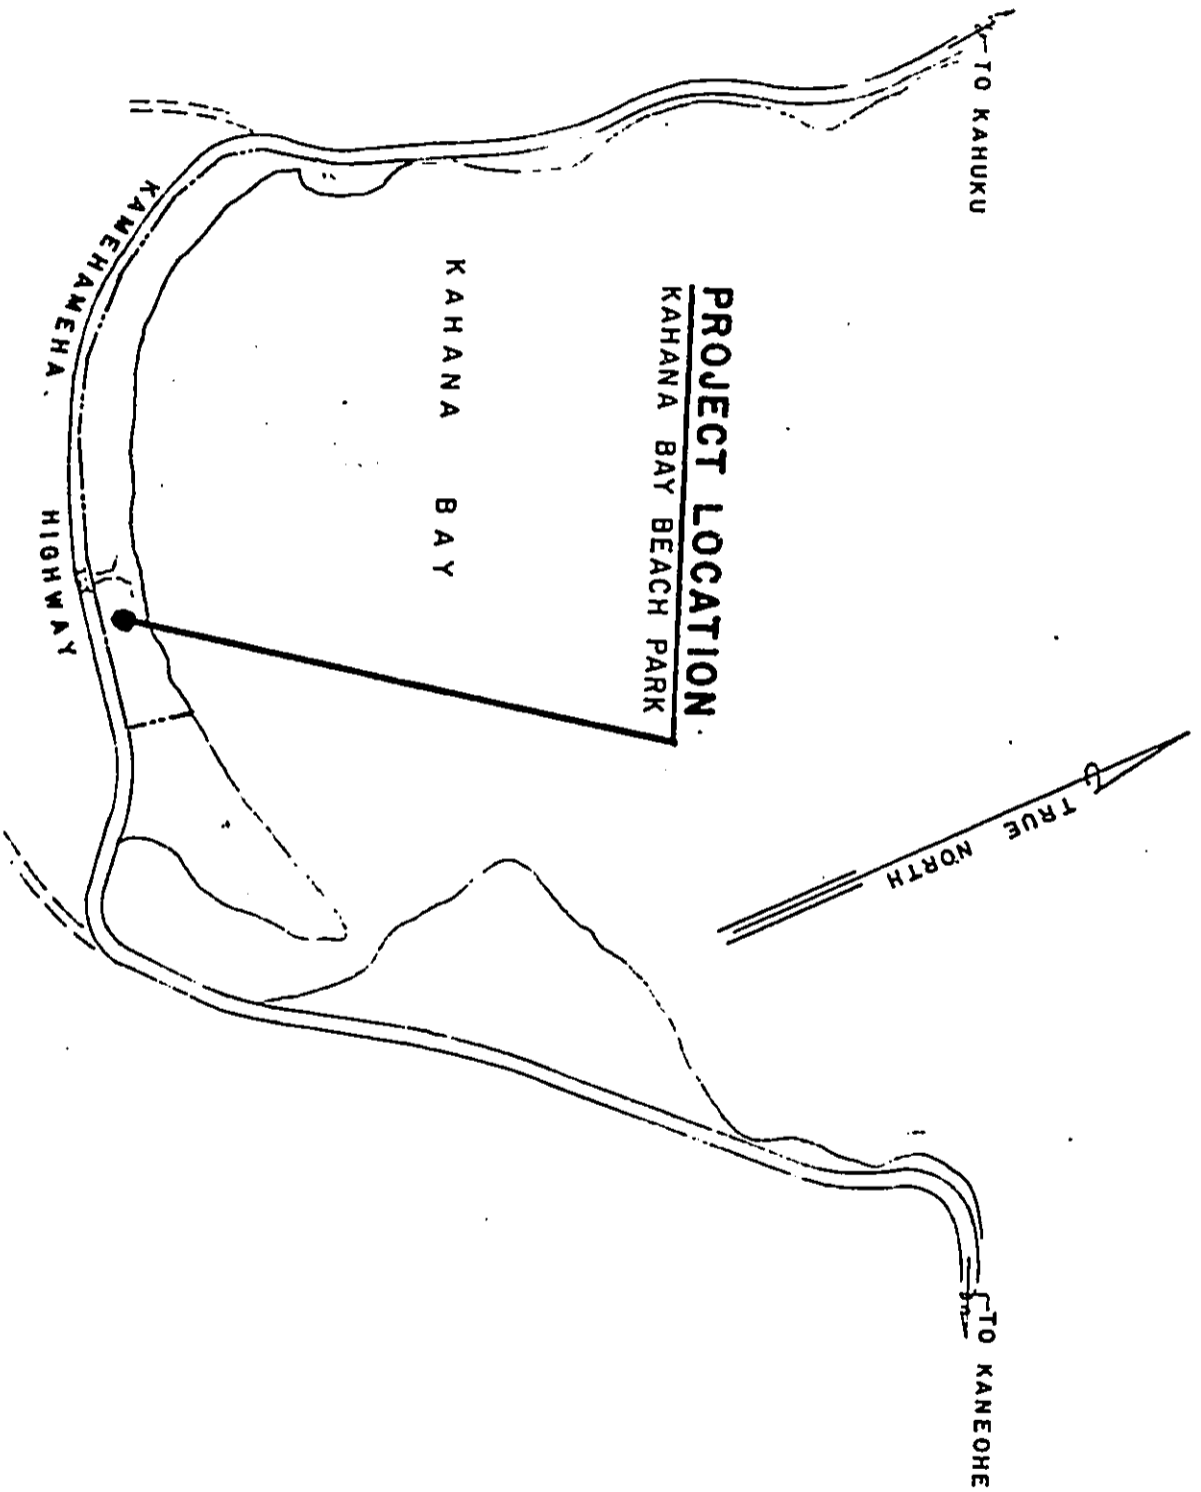 TO KAHUKU
PROJECT LOCATION
KAHANA BAY BEACH PARK
KAHANA BAY
KAMEHAMEHA
HIGHWAY
TRUE NORTH
TO KANEOHE